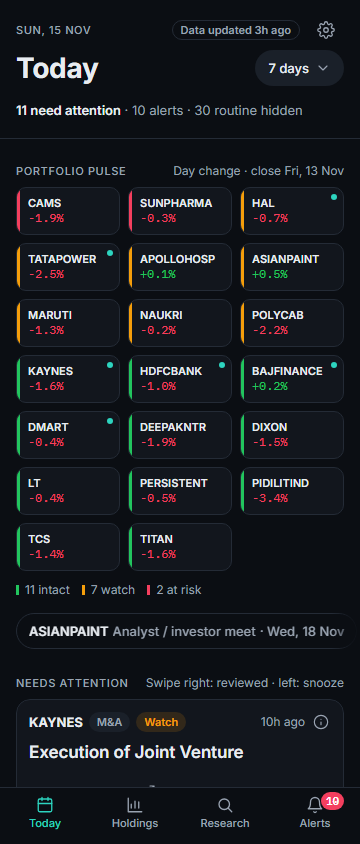 SUN, 15 NOV
Data updated 3h ago
Today
7 days
11 need attention · 10 alerts · 30 routine hidden
PORTFOLIO PULSE
Day change · close Fri, 13 Nov
CAMS
-1.9%
SUNPHARMA
-0.3%
HAL
-0.7%
TATAPOWER
-2.5%
APOLLOHOSP
+0.1%
ASIANPAINT
+0.5%
MARUTI
-1.3%
NAUKRI
-0.2%
POLYCAB
-2.2%
KAYNES
-1.6%
HDFCBANK
-1.0%
BAJFINANCE
+0.2%
DMART
-0.4%
DEEPAKNTR
-1.9%
DIXON
-1.5%
LT
-0.4%
PERSISTENT
-0.5%
PIDILITIND
-3.4%
TCS
-1.4%
TITAN
-1.6%
11 intact
7 watch
2 at risk
ASIANPAINT Analyst / investor meet · Wed, 18 Nov
NEEDS ATTENTION
Swipe right: reviewed · left: snooze
KAYNES
M&A
Watch
10h ago
Execution of Joint Venture
Today
Holdings
Research
Alerts